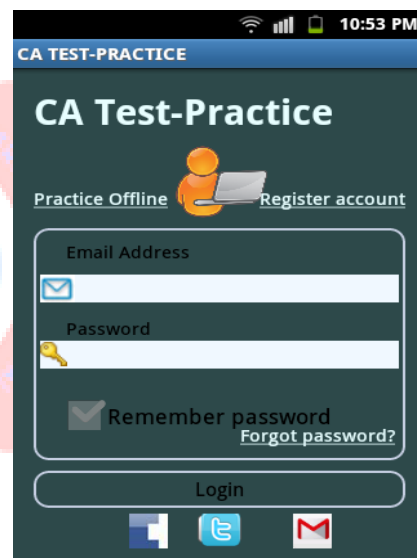 10:53 PM
CA TEST-PRACTICE
CA Test-Practice
Practice Offline Register account
Email Address
Password
Remember password
Forgot password?
Login